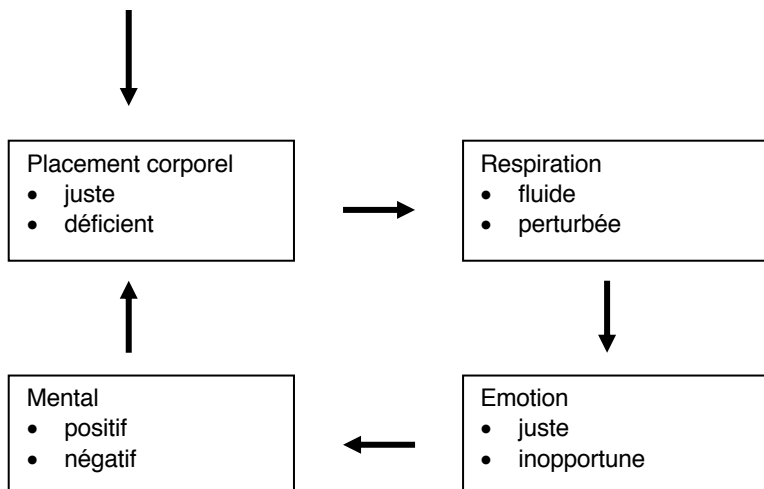 Placement corporel
• juste
• déficient
Respiration
• fluide
• perturbée
Mental
• positif
• négatif
Emotion
• juste
• inopportune